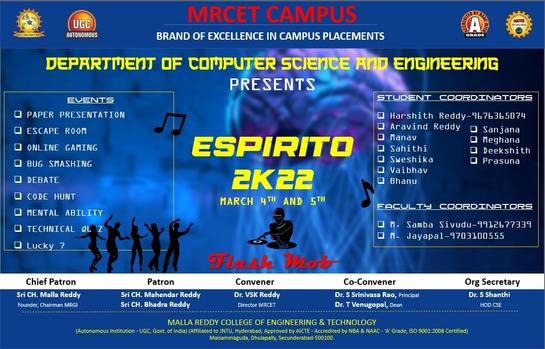 MRCET CAMPUS
BRAND OF EXCELLENCE IN CAMPUS PLACEMENTS
UGC
AUTONOMOUS
A
GRADE
DEPARTMENT OF COMPUTER SCIENCE AND ENGINEERING
PRESENTS
EVENTS
PAPER PRESENTATION
ESCAPE ROOM
ONLINE GAMING
BUG SMASHING
DEBATE
CODE HUNT
MENTAL ABILITY
TECHNICAL QUIZ
Lucky 7
ESPIRITO
2K22
MARCH 4TH AND 5TH
Flash Mob
STUDENT COORDINATORS
Harshith Reddy-9676365074
Aravind Reddy
Manav
Sahithi
Sweshika
Vaibhav
Bhanu
Sanjana
Meghana
Deekshith
Prasuna
FACULTY COORDINATORS
M. Samba Sivudu-9912677339
M. Jayapal-9703100555
Chief Patron
Sri CH. Malla Reddy
Founder, Chairman MRGI
Patron
Sri CH. Mahendar Reddy
Sri CH. Bhadra Reddy
Convener
Dr. VSK Reddy
Director MRCET
Co-Convener
Dr. S Srinivasa Rao, Principal
Dr. T Venugopal, Dean
Org Secretary
Dr. S Shanthi
HOD CSE
MALLA REDDY COLLEGE OF ENGINEERING & TECHNOLOGY
(Autonomous Institution - UGC, Govt. of India) (Affiliated to JNTU, Hyderabad, Approved by AICTE - Accredited by NBA & NAAC - 'A' Grade, ISO 9001:2008 Certified)
Maisammaguda, Dhulapally, Secunderabad-500100.